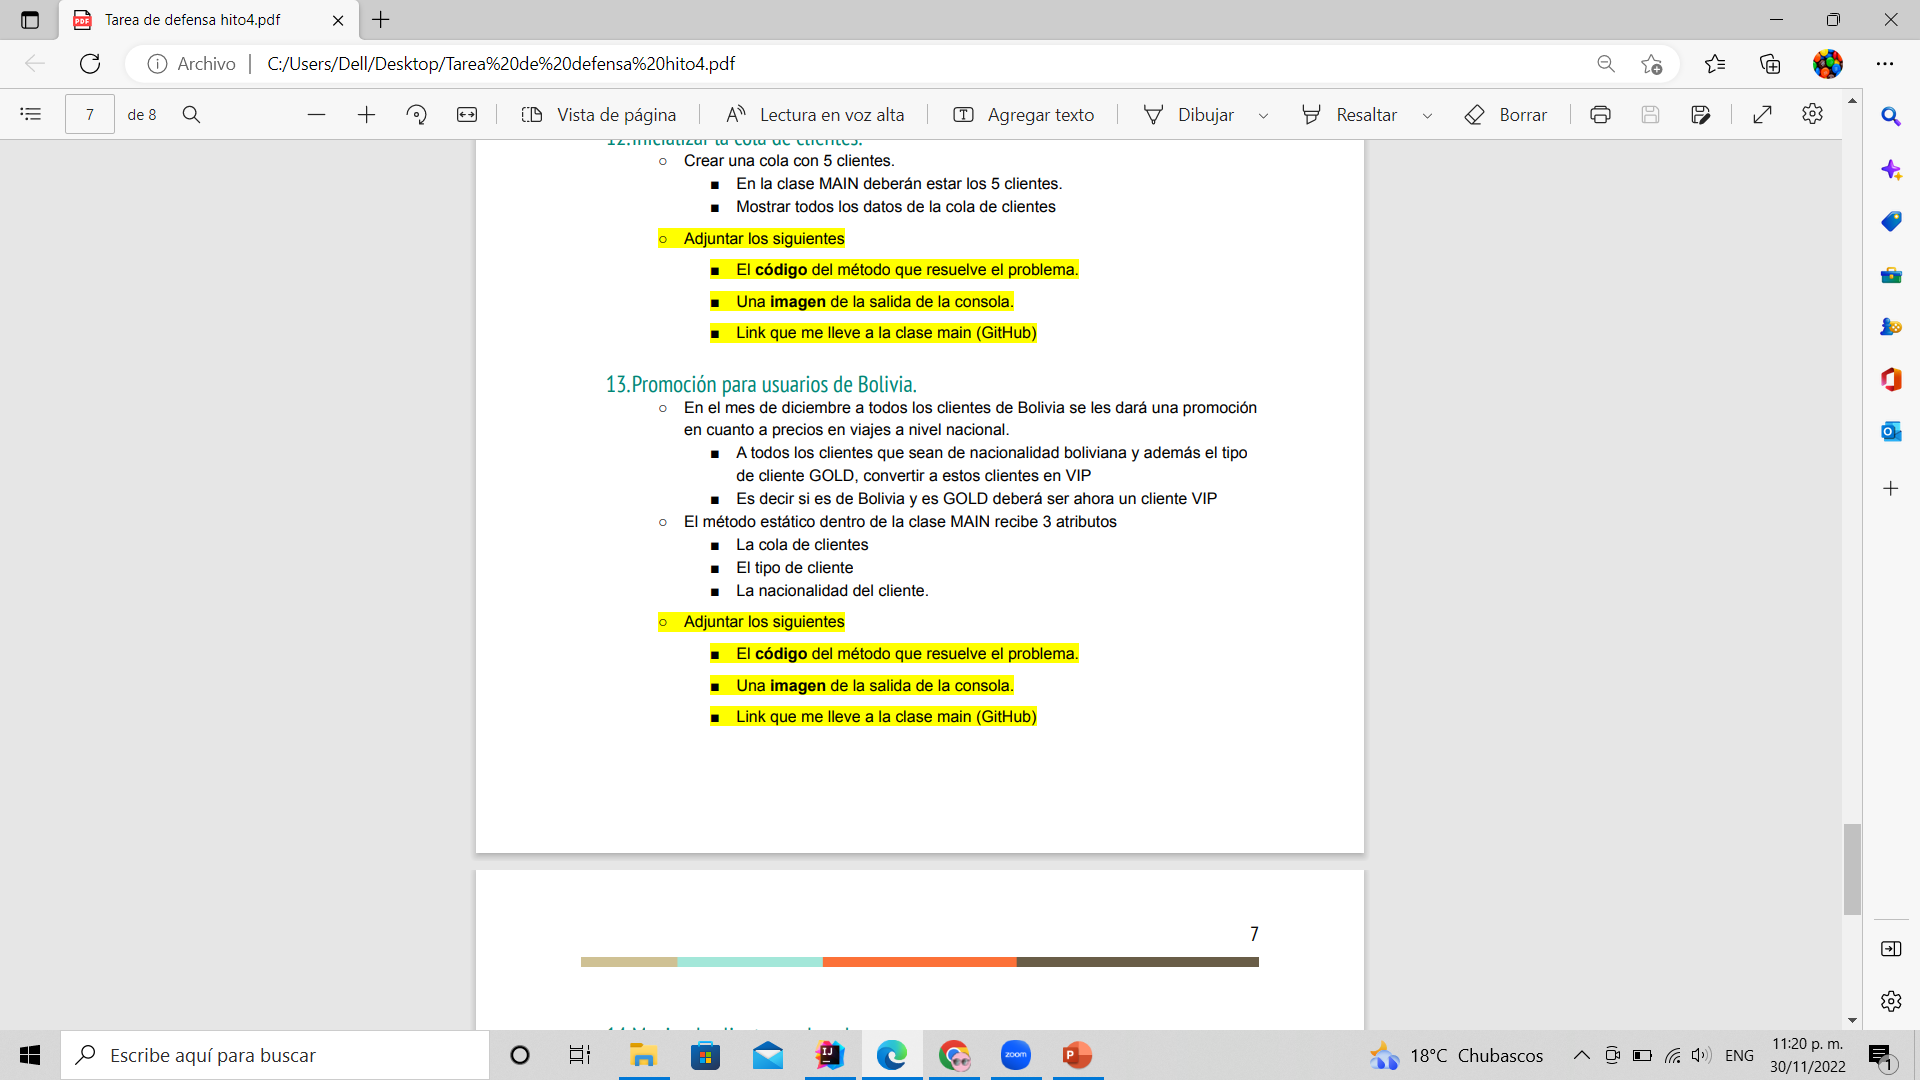 Tarea de defensa hito4.pdf
Archivo
C:/Users/Dell/Desktop/Tarea%20de%20defensa%20hito4.pdf
7 de 8
Vista de página
Lectura en voz alta
Agregar texto
Dibujar
Resaltar
Borrar
12.Inicializar la cola de clientes.
Crear una cola con 5 clientes.
En la clase MAIN deberán estar los 5 clientes.
Mostrar todos los datos de la cola de clientes
Adjuntar los siguientes
El código del método que resuelve el problema.
Una imagen de la salida de la consola.
Link que me lleve a la clase main (GitHub)
13.Promoción para usuarios de Bolivia.
En el mes de diciembre a todos los clientes de Bolivia se les dará una promoción
en cuanto a precios en viajes a nivel nacional.
A todos los clientes que sean de nacionalidad boliviana y además el tipo
de cliente GOLD, convertir a estos clientes en VIP
Es decir si es de Bolivia y es GOLD deberá ser ahora un cliente VIP
El método estático dentro de la clase MAIN recibe 3 atributos
La cola de clientes
El tipo de cliente
La nacionalidad del cliente.
Adjuntar los siguientes
El código del método que resuelve el problema.
Una imagen de la salida de la consola.
Link que me lleve a la clase main (GitHub)
7
Escribe aquí para buscar
zoom
18°C Chubascos
ENG
11:20 p. m.
30/11/2022
1